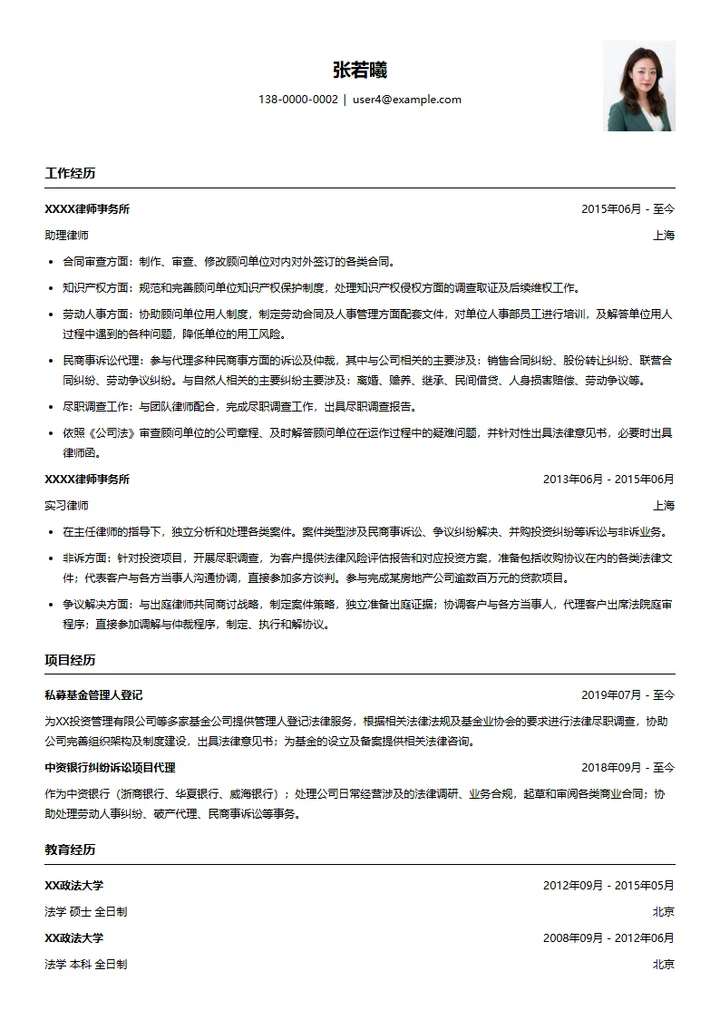 张若曦
138-0000-0002 | user4@example.com
工作经历
XXXX律师事务所 2015年06月 - 至今
助理律师 上海
• 合同审查方面：制作、审查、修改顾问单位对内对外签订的各类合同。
• 知识产权方面：规范和完善顾问单位知识产权保护制度，处理知识产权侵权方面的调查取证及后续维权工作。
• 劳动人事方面：协助顾问单位用人制度，制定劳动合同及人事管理方面配套文件，对单位人事部员工进行培训，及解答单位用人
过程中遇到的各种问题，降低单位的用工风险。
• 民商事诉讼代理：参与代理多种民商事方面的诉讼及仲裁，其中与公司相关的主要涉及：销售合同纠纷、股份转让纠纷、联营合
同纠纷、劳动争议纠纷。与自然人相关的主要纠纷主要涉及：离婚、赡养、继承、民间借贷、人身损害赔偿、劳动争议等。
• 尽职调查工作：与团队律师配合，完成尽职调查工作，出具尽职调查报告。
• 依照《公司法》审查顾问单位的公司章程、及时解答顾问单位在运作过程中的疑难问题，并针对性出具法律意见书，必要时出具
律师函。
XXXX律师事务所 2013年06月 - 2015年06月
实习律师 上海
• 在主任律师的指导下，独立分析和处理各类案件。案件类型涉及民商事诉讼、争议纠纷解决、并购投资纠纷等诉讼与非诉业务。
• 非诉方面：针对投资项目，开展尽职调查，为客户提供法律风险评估报告和对应投资方案，准备包括收购协议在内的各类法律文
件；代表客户与各方当事人沟通协调，直接参加多方谈判。参与完成某房地产公司逾数百万元的贷款项目。
• 争议解决方面：与出庭律师共同商讨战略，制定案件策略，独立准备出庭证据；协调客户与各方当事人，代理客户出席法院庭审
程序；直接参加调解与仲裁程序，制定、执行和解协议。
项目经历
私募基金管理人登记 2019年07月 - 至今
为XX投资管理有限公司等多家基金公司提供管理人登记法律服务，根据相关法律法规及基金业协会的要求进行法律尽职调查，协助
公司完善组织架构及制度建设，出具法律意见书；为基金的设立及备案提供相关法律咨询。
中资银行纠纷诉讼项目代理 2018年09月 - 至今
作为中资银行（浙商银行、华夏银行、威海银行）；处理公司日常经营涉及的法律调研、业务合规，起草和审阅各类商业合同；协
助处理劳动人事纠纷、破产代理、民商事诉讼等事务。
教育经历
XX政法大学 2012年09月 - 2015年05月
法学 硕士 全日制 北京
XX政法大学 2008年09月 - 2012年06月
法学 本科 全日制 北京